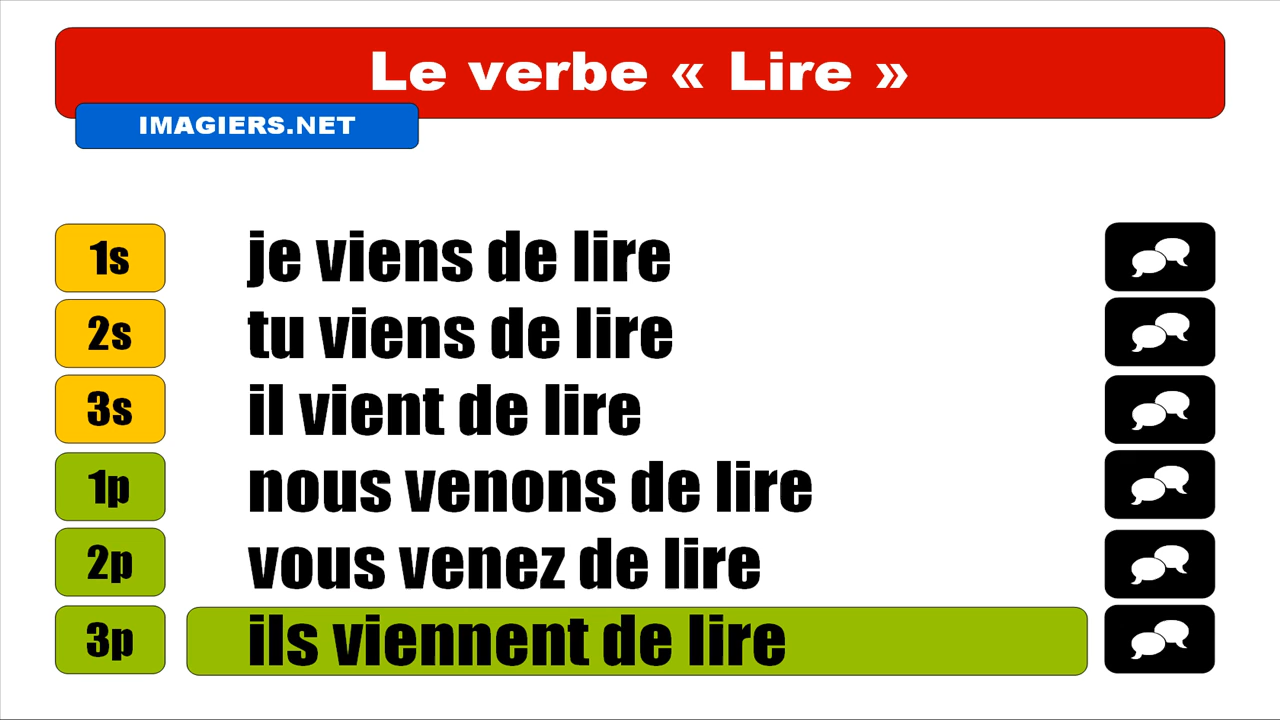 Le verbe « Lire »
IMAGIERS.NET
1s je viens de lire
2s tu viens de lire
3s il vient de lire
1p nous venons de lire
2p vous venez de lire
3p ils viennent de lire